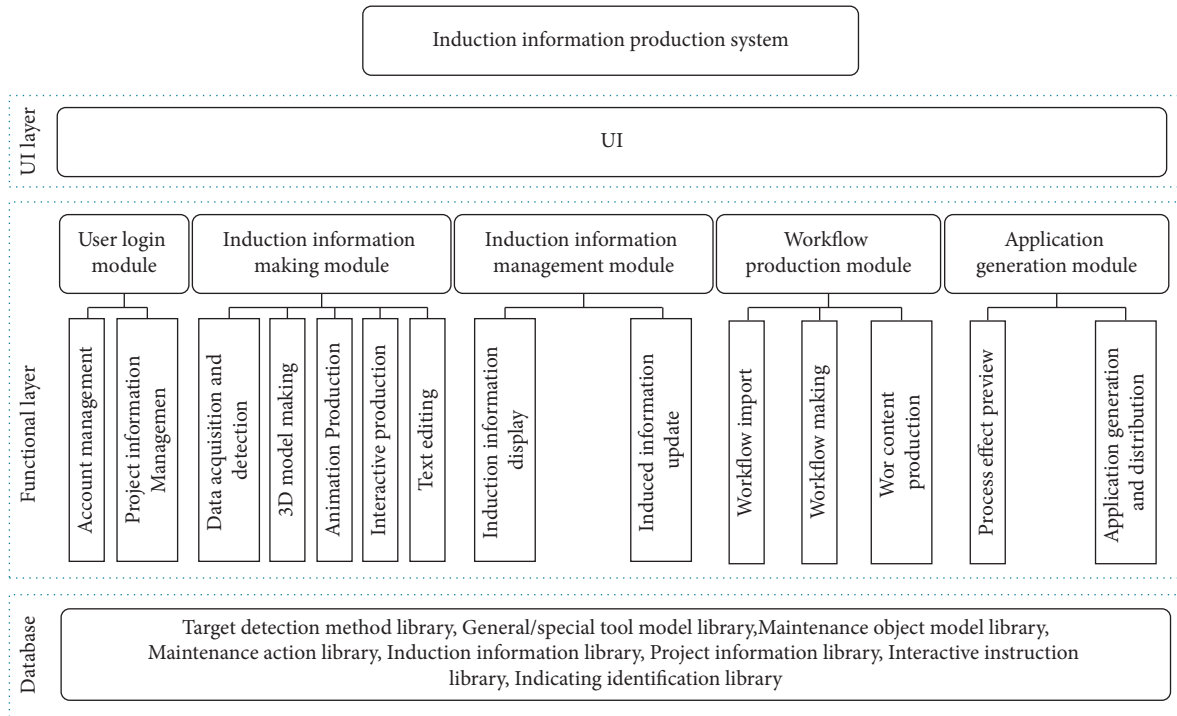 Induction information production system
UI layer
UI
Functional layer
User login
module
Induction information
making module
Induction information
management module
Workflow
production module
Application
generation module
Account management
Project information
Managemen
Data acquisition and
detection
3D model making
Animation Production
Interactive production
Text editing
Induction information
display
Induced information
update
Workflow import
Workflow making
Wor content
production
Process effect preview
Application generation
and distribution
Database
Target detection method library, General/special tool model library,Maintenance object model library,
Maintenance action library, Induction information library, Project information library, Interactive instruction
library, Indicating identification library